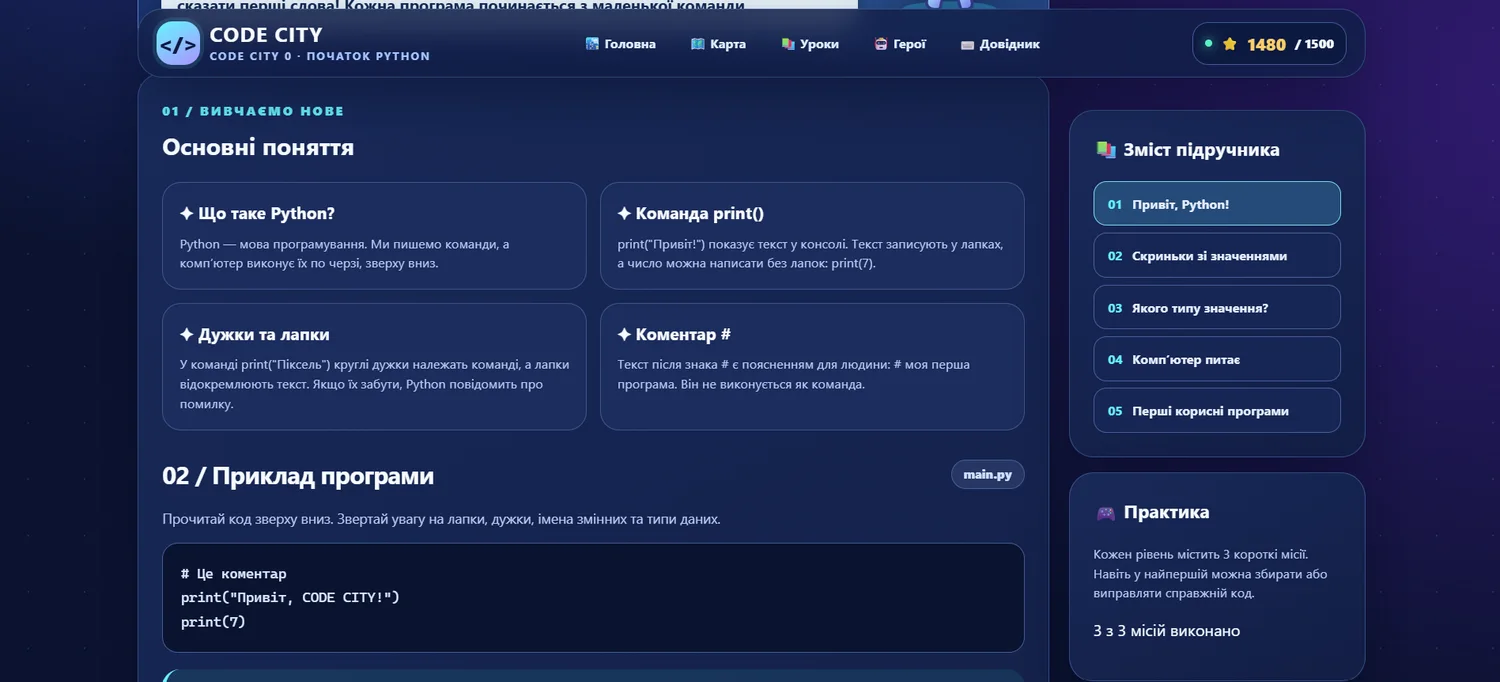 сказати перші слова! Кожна програма починається з маленької команди.
</>
CODE CITY
CODE CITY 0 · ПОЧАТОК PYTHON
Головна
Карта
Уроки
Герої
Довідник
1480 / 1500
01 / ВИВЧАЄМО НОВЕ
Основні поняття
✦ Що таке Python?
Python — мова програмування. Ми пишемо команди, а
комп’ютер виконує їх по черзі, зверху вниз.
✦ Команда print()
print("Привіт!") показує текст у консолі. Текст записують у лапках,
а число можна написати без лапок: print(7).
✦ Дужки та лапки
У команді print("Піксель") круглі дужки належать команді, а лапки
відокремлюють текст. Якщо їх забути, Python повідомить про
помилку.
✦ Коментар #
Текст після знака # є поясненням для людини: # моя перша
програма. Він не виконується як команда.
02 / Приклад програми
main.py
Прочитай код зверху вниз. Звертай увагу на лапки, дужки, імена змінних та типи даних.
# Це коментар
print("Привіт, CODE CITY!")
print(7)
Зміст підручника
01 Привіт, Python!
02 Скриньки зі значеннями
03 Якого типу значення?
04 Комп’ютер питає
05 Перші корисні програми
Практика
Кожен рівень містить 3 короткі місії.
Навіть у найпершій можна збирати або
виправляти справжній код.
3 з 3 місій виконано